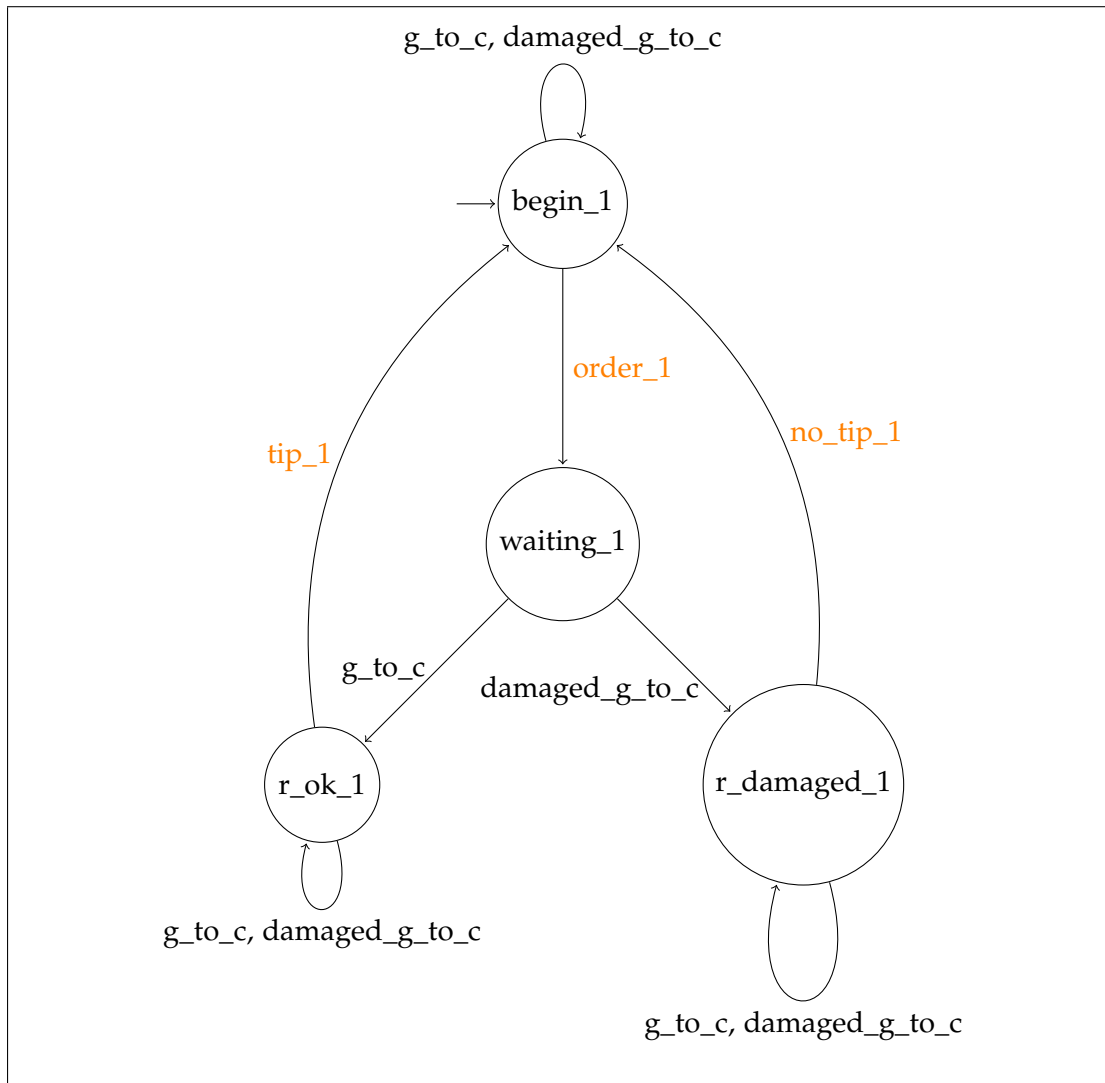 g_to_c, damaged_g_to_c
begin_1
order_1
no_tip_1
tip_1
waiting_1
g_to_c
damaged_g_to_c
r_ok_1
r_damaged_1
g_to_c, damaged_g_to_c
g_to_c, damaged_g_to_c